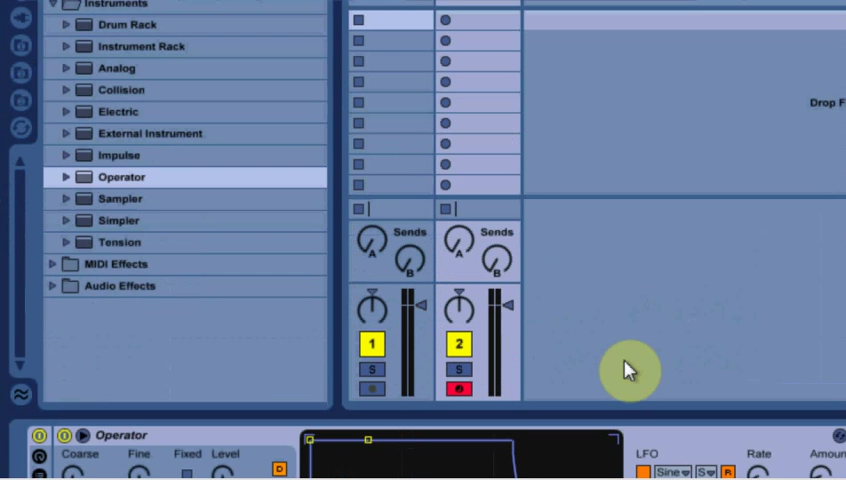 Instruments
Drum Rack
Instrument Rack
Analog
Collision
Electric
External Instrument
Impulse
Operator
Sampler
Simpler
Tension
MIDI Effects
Audio Effects
Drop F
Sends Sends
A B A B
1 2
S S
Operator
Coarse Fine Fixed Level
D
LFO Rate Amoun
Sine S R